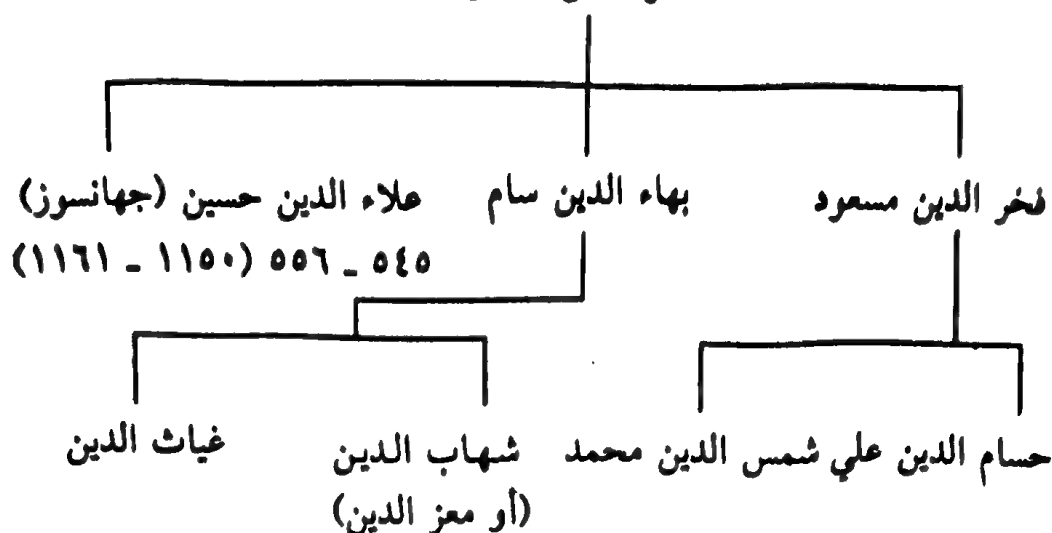 فخر الدين مسعود بهاء الدين سام علاء الدين حسين (جهانسوز)
٥٤٥ - ٥٥٦ (١١٥٠ - ١١٦١)
حسام الدين علي شمس الدين محمد شهاب الدين غياث الدين
(أو معز الدين)